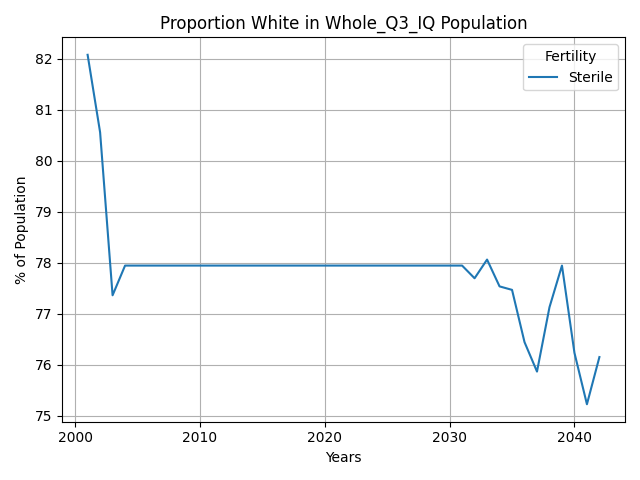 Proportion White in Whole_Q3_IQ Population
Fertility
Sterile
% of Population
82
81
80
79
78
77
76
75
2000
2010
2020
2030
2040
Years